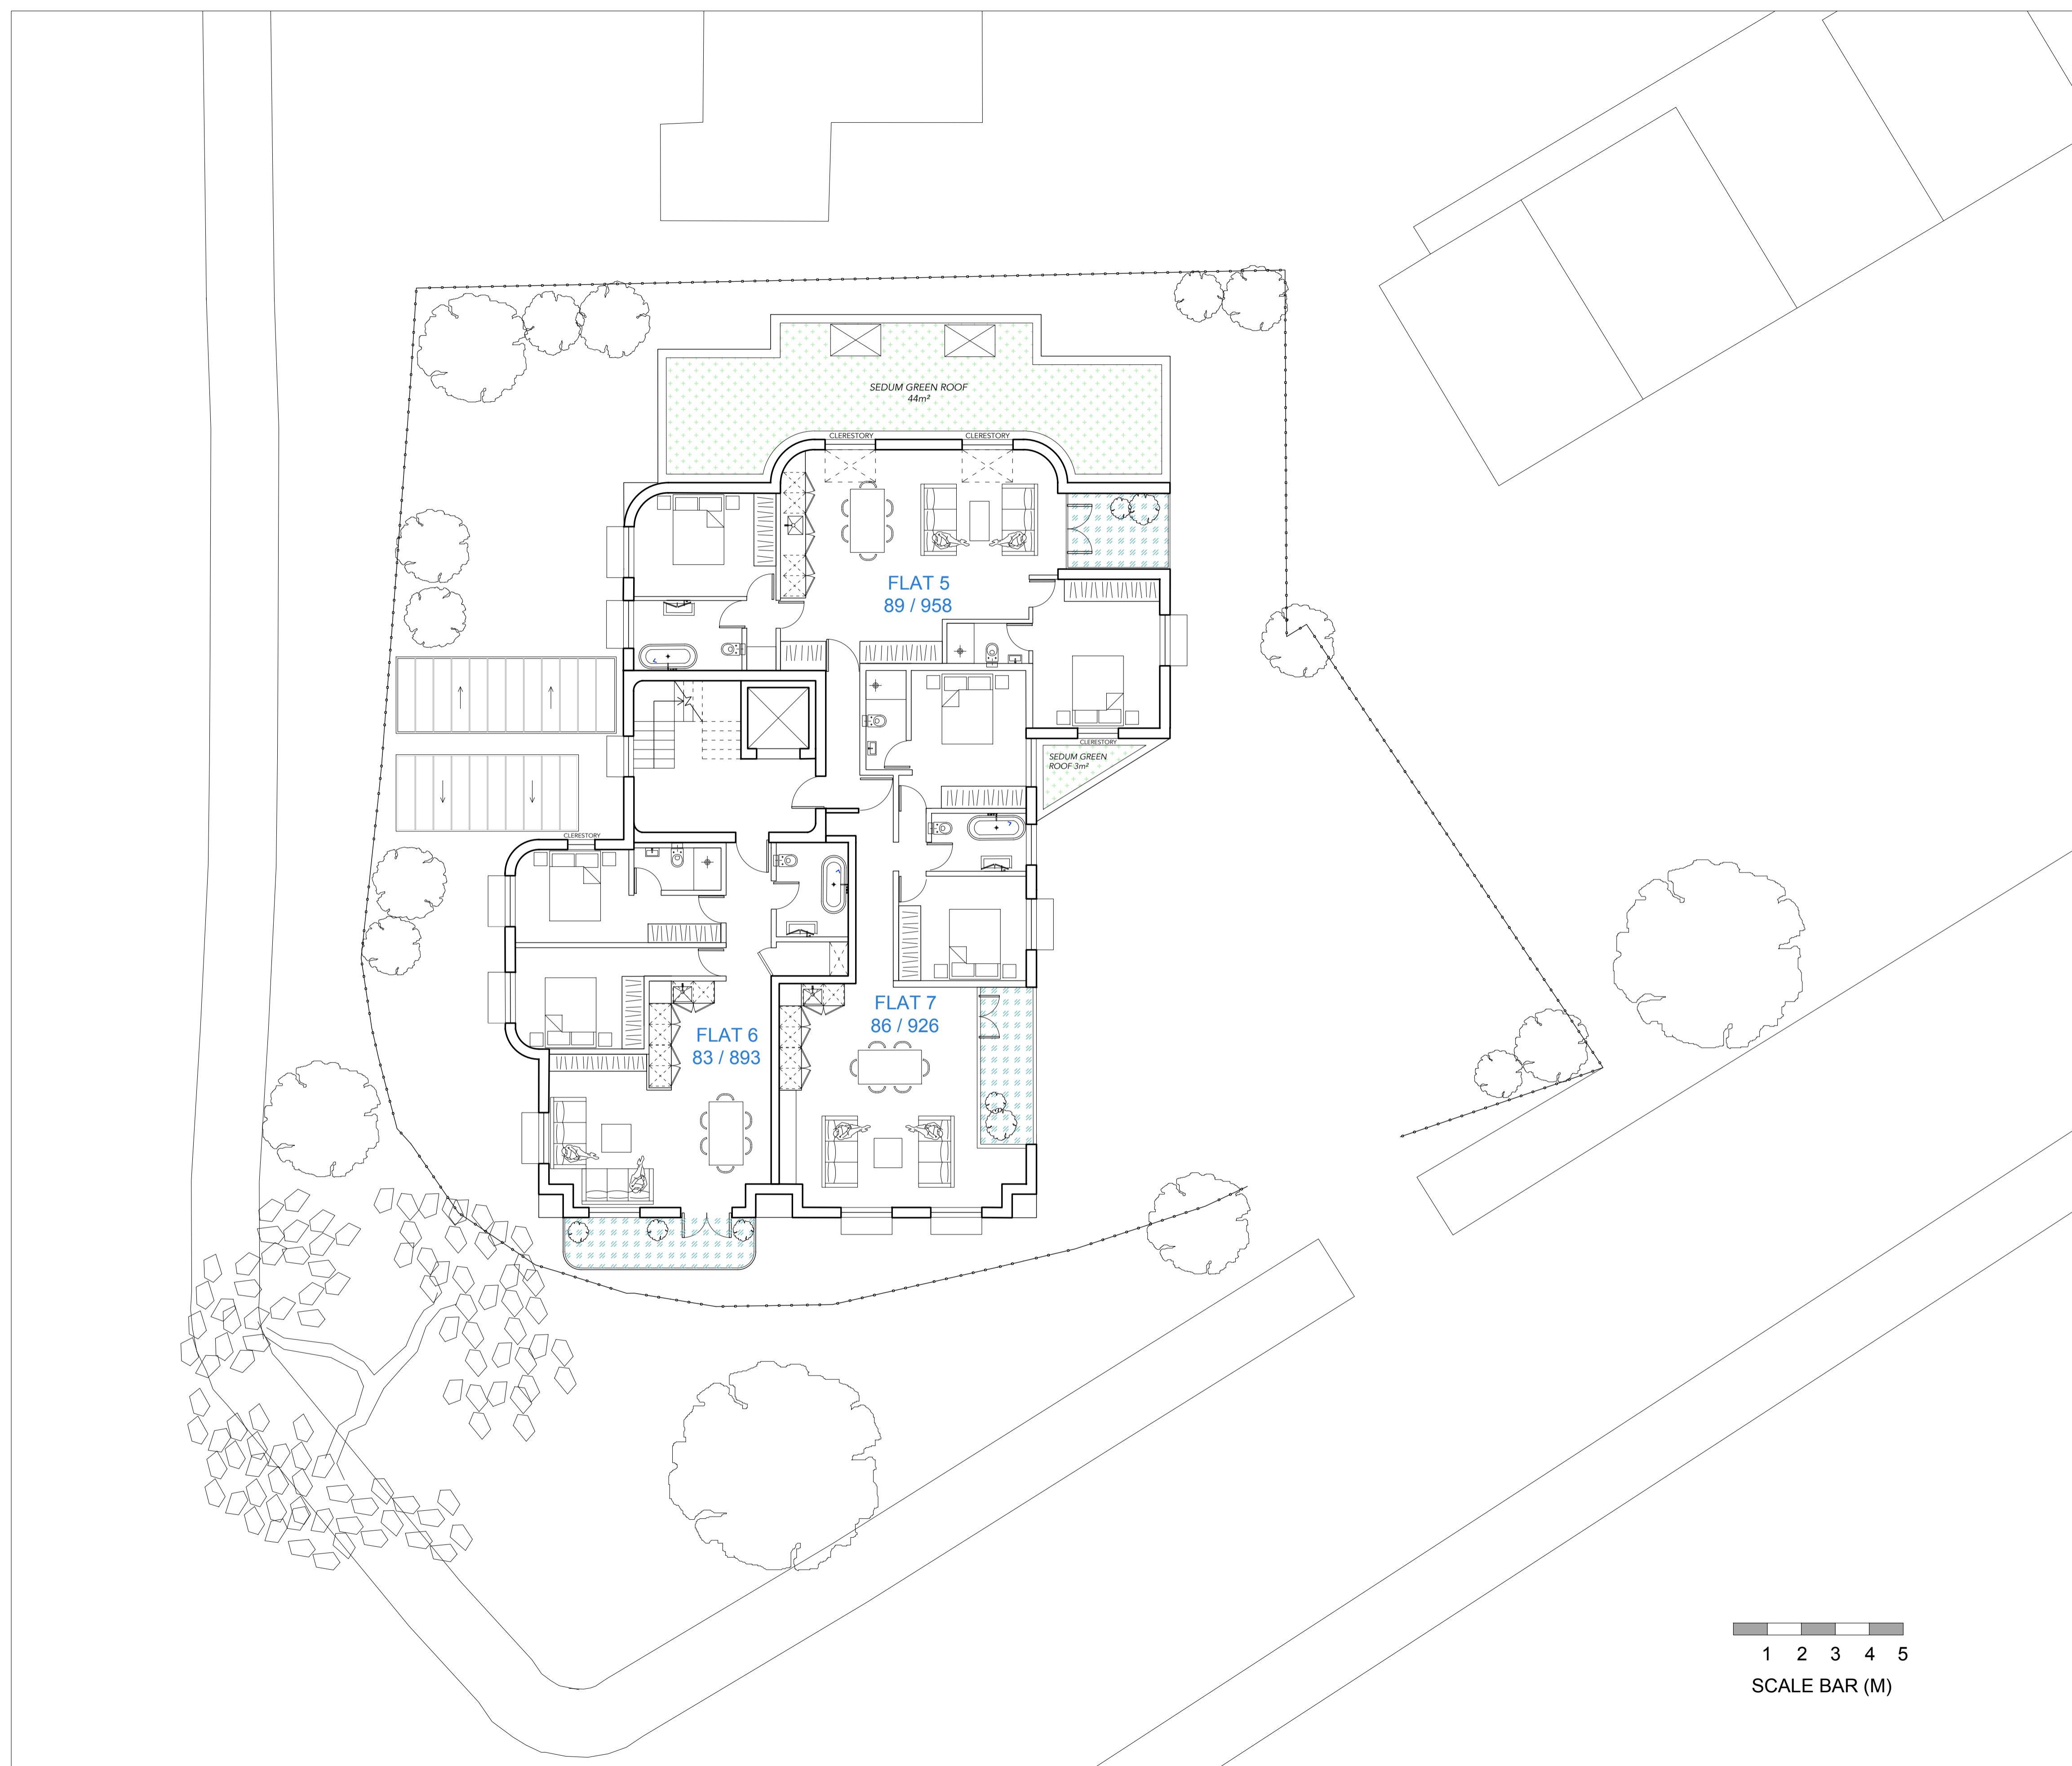 SEDUM GREEN ROOF
44m²
CLERESTORY
CLERESTORY
FLAT 5
89 / 958
CLERESTORY
SEDUM GREEN
ROOF 3m²
CLERESTORY
FLAT 7
86 / 926
FLAT 6
83 / 893
1 2 3 4 5
SCALE BAR (M)